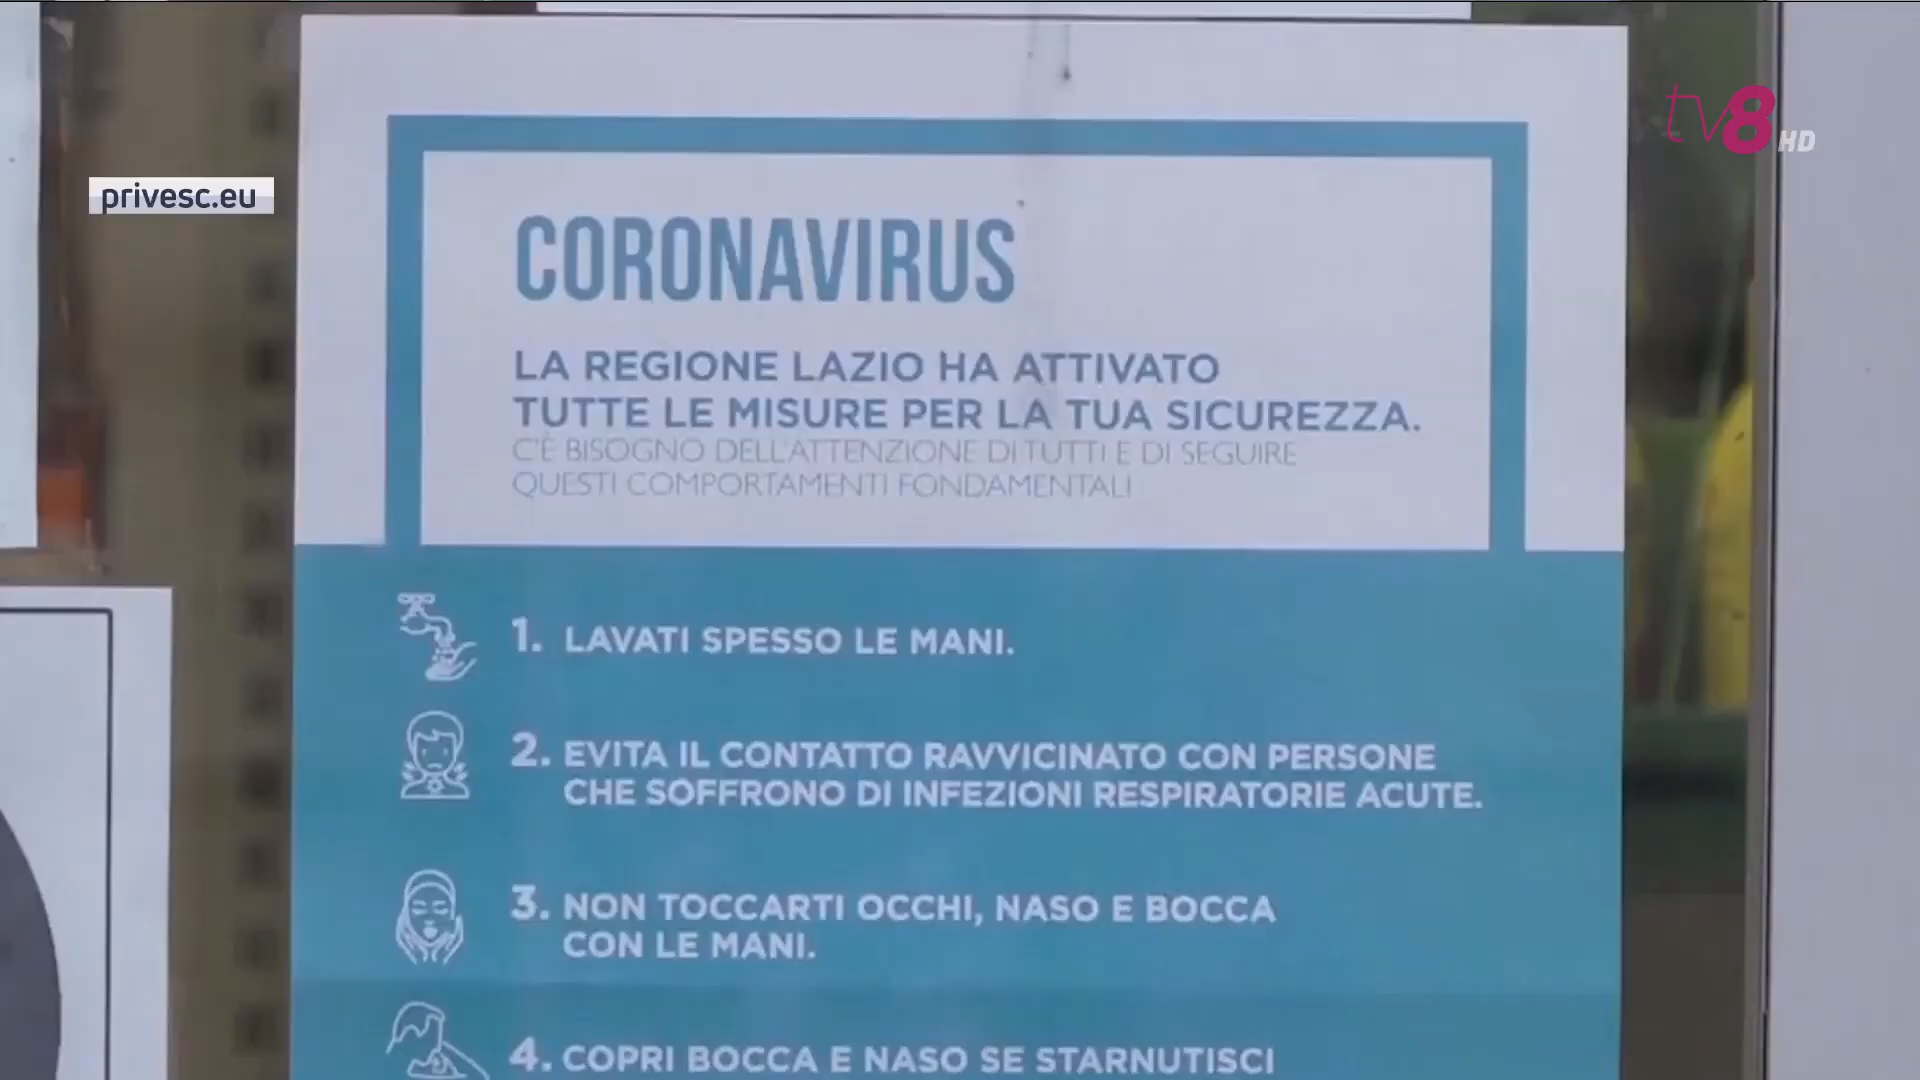 tv8 HD
privesc.eu
CORONAVIRUS
LA REGIONE LAZIO HA ATTIVATO
TUTTE LE MISURE PER LA TUA SICUREZZA.
C'È BISOGNO DELL'ATTENZIONE DI TUTTI E DI SEGUIRE
QUESTI COMPORTAMENTI FONDAMENTALI
1. LAVATI SPESSO LE MANI.
2. EVITA IL CONTATTO RAVVICINATO CON PERSONE
CHE SOFFRONO DI INFEZIONI RESPIRATORIE ACUTE.
3. NON TOCCARTI OCCHI, NASO E BOCCA
CON LE MANI.
4. COPRI BOCCA E NASO SE STARNUTISCI